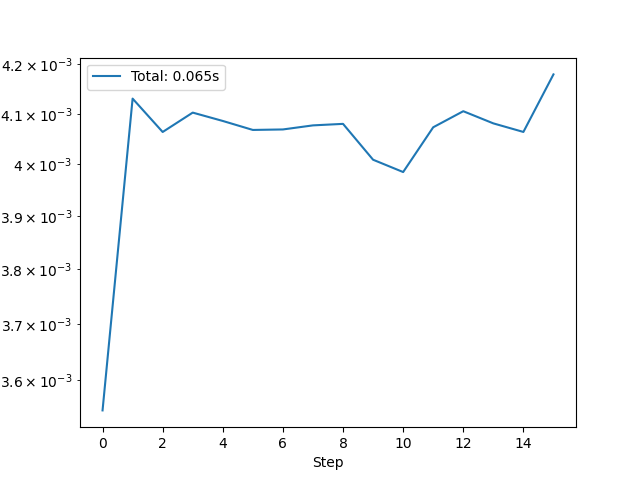 Total: 0.065s
4.2 × 10⁻³
4.1 × 10⁻³
4 × 10⁻³
3.9 × 10⁻³
3.8 × 10⁻³
3.7 × 10⁻³
3.6 × 10⁻³
0 2 4 6 8 10 12 14
Step